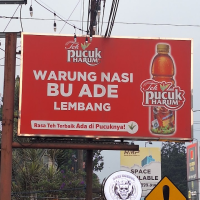 Teh
pucuk
HARUM
WARUNG NASI
BU ADE
LEMBANG
Rasa Teh Terbaik Ada di Pucuknya!
Teh
pucuk
HARUM
SPACE